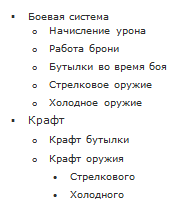 Боевая система
Начисление урона
Работа брони
Бутылки во время боя
Стрелковое оружие
Холодное оружие
Крафт
Крафт бутылки
Крафт оружия
Стрелкового
Холодного